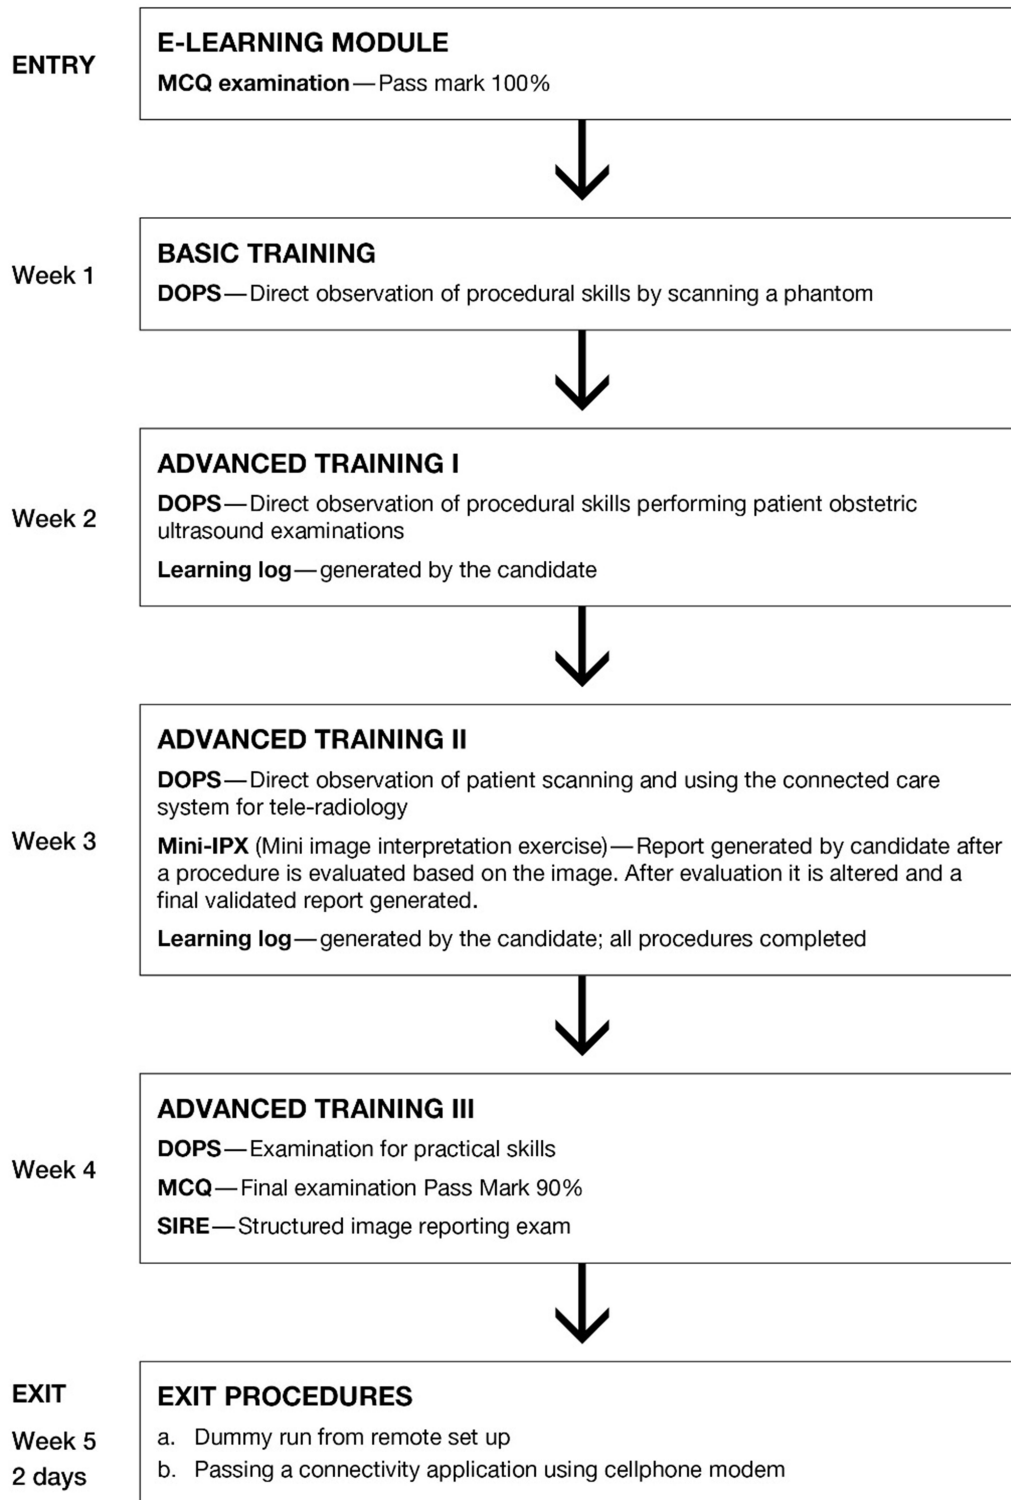 ENTRY
E-LEARNING MODULE
MCQ examination—Pass mark 100%
Week 1
BASIC TRAINING
DOPS—Direct observation of procedural skills by scanning a phantom
Week 2
ADVANCED TRAINING I
DOPS—Direct observation of procedural skills performing patient obstetric
ultrasound examinations
Learning log—generated by the candidate
Week 3
ADVANCED TRAINING II
DOPS—Direct observation of patient scanning and using the connected care
system for tele-radiology
Mini-IPX (Mini image interpretation exercise)—Report generated by candidate after
a procedure is evaluated based on the image. After evaluation it is altered and a
final validated report generated.
Learning log—generated by the candidate; all procedures completed
Week 4
ADVANCED TRAINING III
DOPS—Examination for practical skills
MCQ—Final examination Pass Mark 90%
SIRE—Structured image reporting exam
EXIT
Week 5
2 days
EXIT PROCEDURES
a. Dummy run from remote set up
b. Passing a connectivity application using cellphone modem